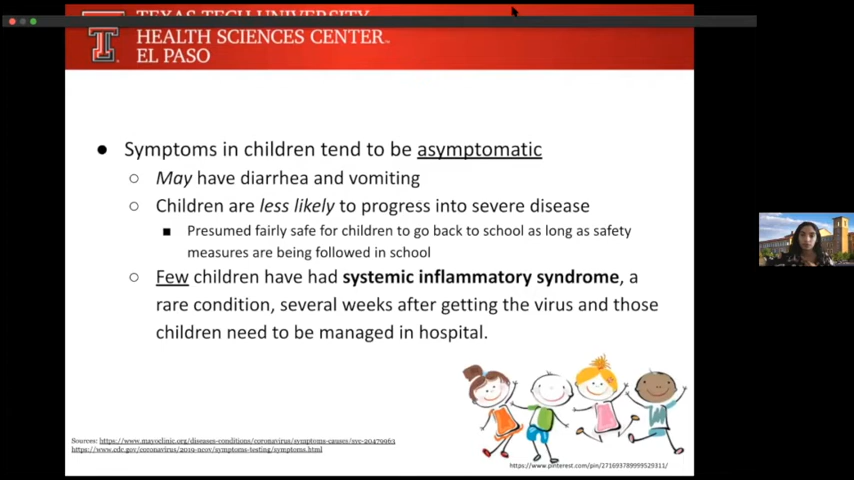 TEXAS TECH UNIVERSITY
HEALTH SCIENCES CENTER™
EL PASO
● Symptoms in children tend to be asymptomatic
○ May have diarrhea and vomiting
○ Children are less likely to progress into severe disease
■ Presumed fairly safe for children to go back to school as long as safety
measures are being followed in school
○ Few children have had systemic inflammatory syndrome, a
rare condition, several weeks after getting the virus and those
children need to be managed in hospital.
Sources: https://www.mayoclinic.org/diseases-conditions/coronavirus/symptoms-causes/syc-20479963
https://www.cdc.gov/coronavirus/2019-ncov/symptoms-testing/symptoms.html
https://www.pinterest.com/pin/271693789999529311/